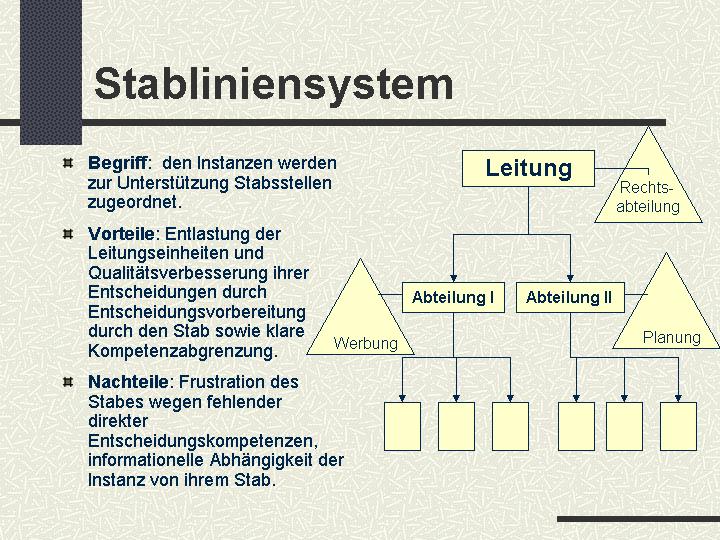 Stabliniensystem
Begriff:  den Instanzen werden
zur Unterstützung Stabsstellen
zugeordnet.
Vorteile: Entlastung der
Leitungseinheiten und
Qualitätsverbesserung ihrer
Entscheidungen durch
Entscheidungsvorbereitung
durch den Stab sowie klare
Kompetenzabgrenzung.
Nachteile: Frustration des
Stabes wegen fehlender
direkter
Entscheidungskompetenzen,
informationelle Abhängigkeit der
Instanz von ihrem Stab.
Leitung
Rechts-
abteilung
Abteilung I
Abteilung II
Werbung
Planung